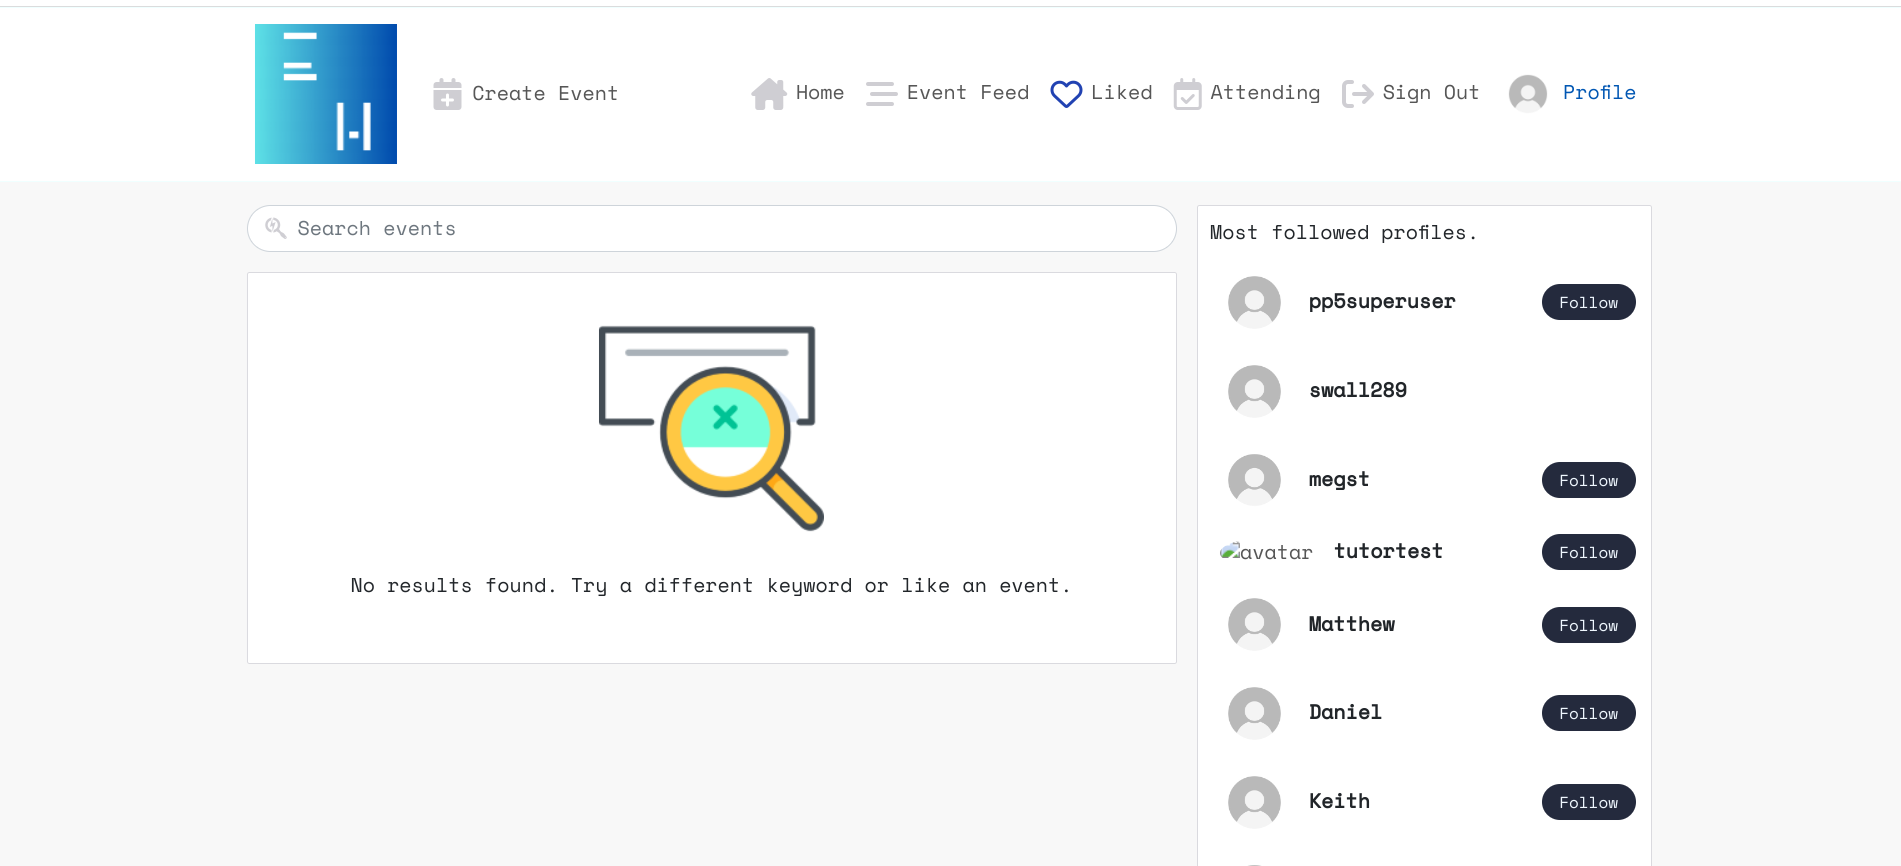 Create Event
Home
Event Feed
Liked
Attending
Sign Out
Profile
Search events
No results found. Try a different keyword or like an event.
Most followed profiles.
pp5superuser
Follow
swall289
megst
Follow
avatar
tutortest
Follow
Matthew
Follow
Daniel
Follow
Keith
Follow